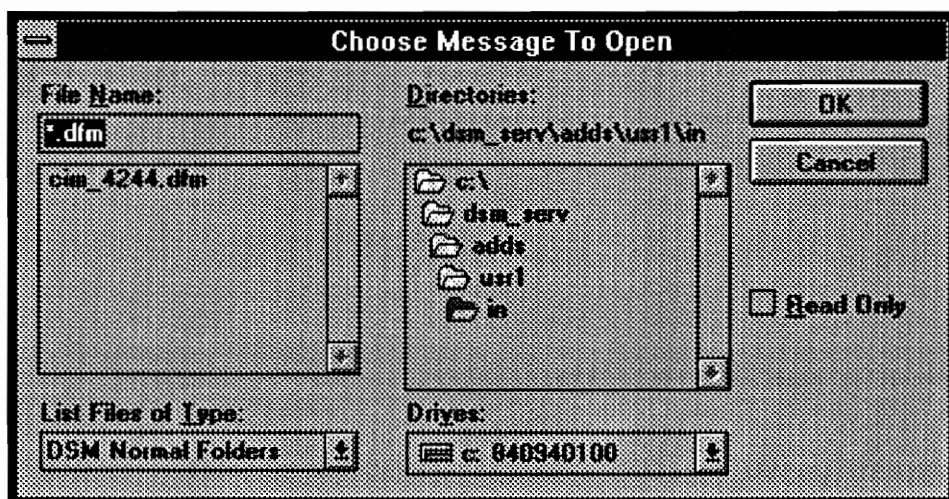 Choose Message To Open
File Name:
*.dfm
cim_4244.dfm
List Files of Type:
DSM Normal Folders
Directories:
c:\dsm_serv\adds\usr1\in
c:\
dsm_serv
adds
usr1
in
Drives:
c: 840340100
OK
Cancel
Read Only